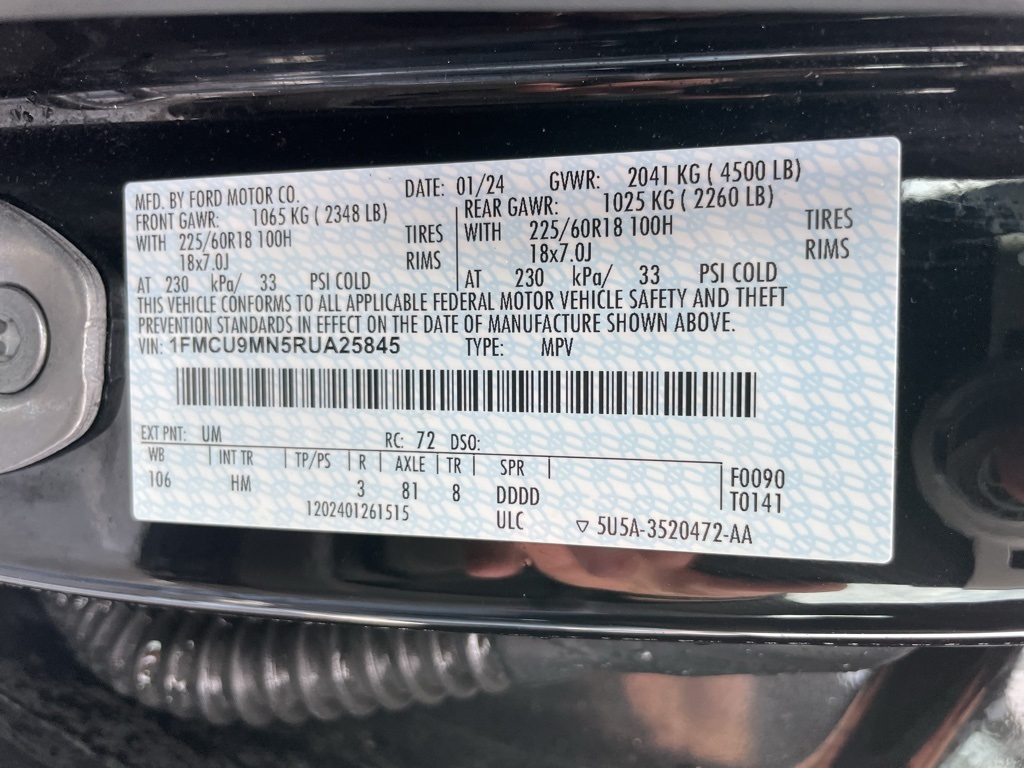 MFD. BY FORD MOTOR CO. DATE: 01/24 GVWR: 2041 KG ( 4500 LB)
FRONT GAWR: 1065 KG ( 2348 LB) REAR GAWR: 1025 KG ( 2260 LB)
WITH 225/60R18 100H TIRES WITH 225/60R18 100H TIRES
18x7.0J RIMS 18x7.0J RIMS
AT 230 kPa/ 33 PSI COLD AT 230 kPa/ 33 PSI COLD
THIS VEHICLE CONFORMS TO ALL APPLICABLE FEDERAL MOTOR VEHICLE SAFETY AND THEFT
PREVENTION STANDARDS IN EFFECT ON THE DATE OF MANUFACTURE SHOWN ABOVE.
VIN: 1FMCU9MN5RUA25845 TYPE: MPV
EXT PNT: UM RC: 72 DSO:
WB INT TR TP/PS R AXLE TR SPR F0090
106 HM 3 81 8 DDDD T0141
1202401261515 ULC ▽ 5U5A-3520472-AA